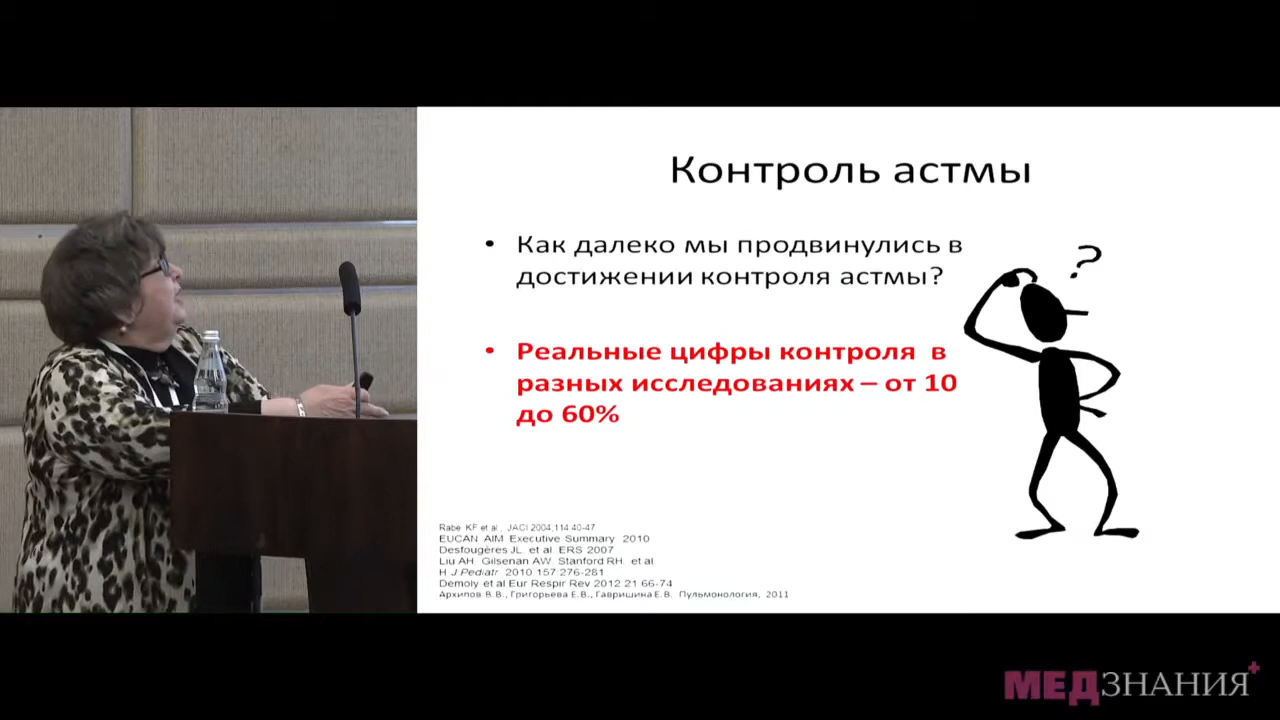 Контроль астмы
• Как далеко мы продвинулись в
достижении контроля астмы?
?
• Реальные цифры контроля в
разных исследованиях – от 10
до 60%
Rabe KF et al., JACI 2004;114:40-47
EUCAN AIM Executive Summary 2010
Desfougères JL. et al. ERS 2007
Liu AH Gilsenan AW Stanford RH et al
H J Pediatr 2010 157:276-281
Demoly et al Eur Respir Rev 2012 21 66-74
Архипов В.В., Григорьева Е.В., Гавришина Е.В. Пульмонология, 2011
МЕДЗНАНИЯ+